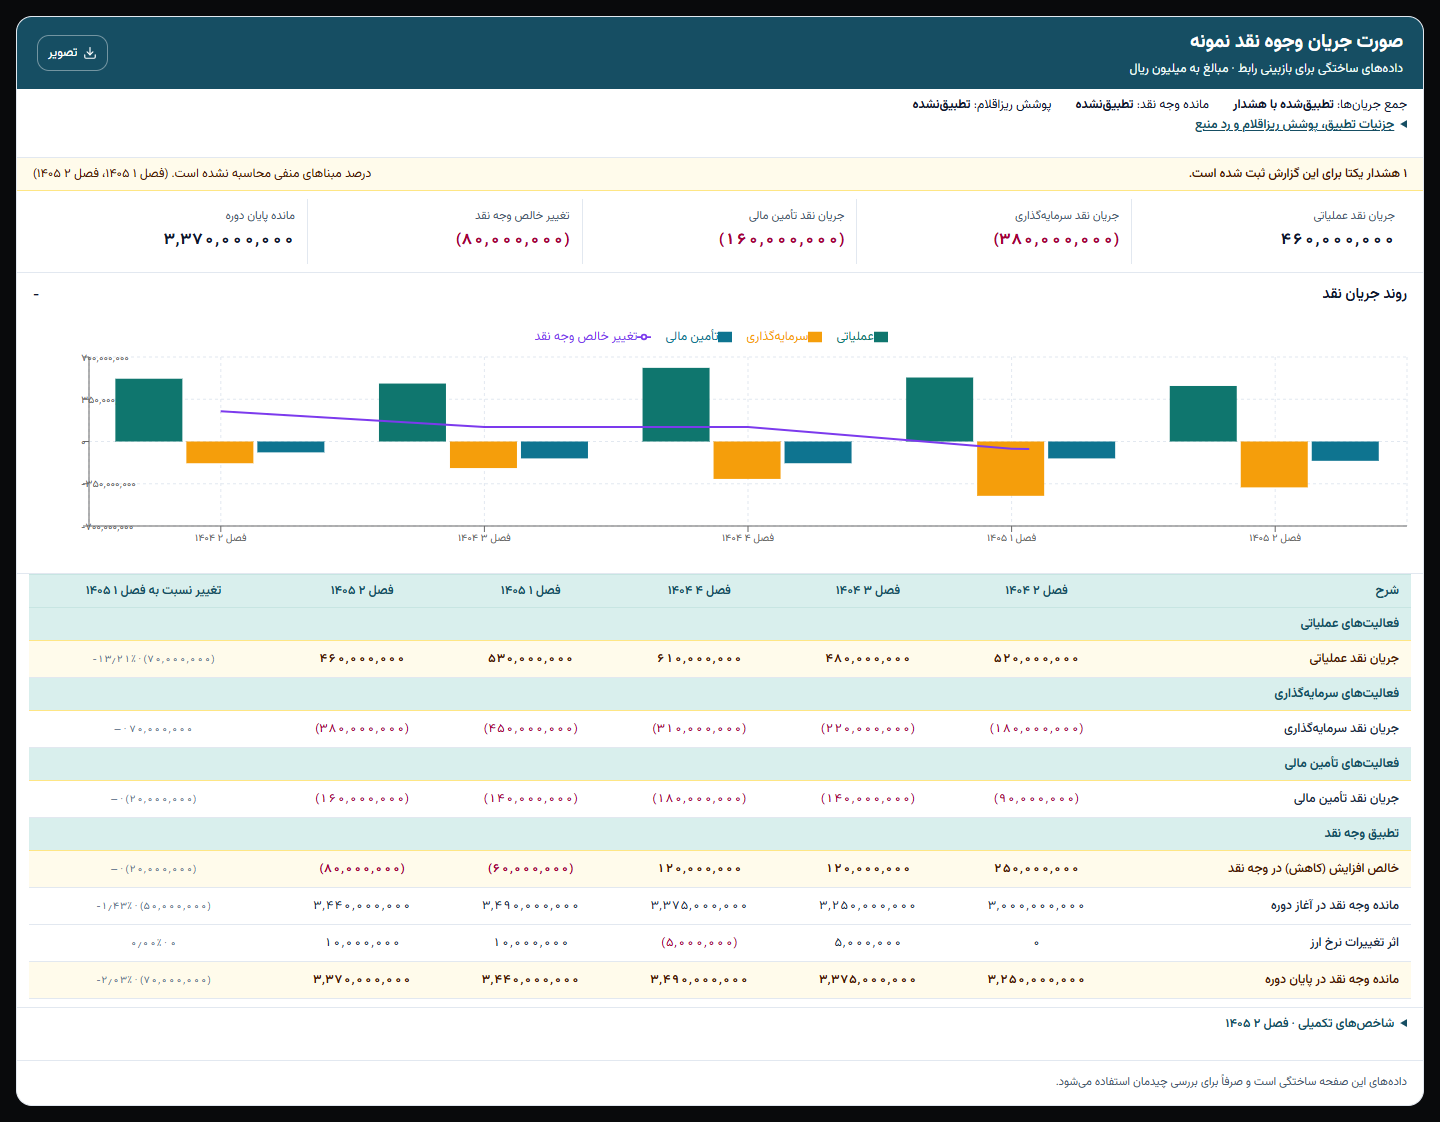 صورت جریان وجوه نقد نمونه
داده‌های ساختگی برای بازبینی رابط · مبالغ به میلیون ریال
تصویر
جمع جریان‌ها: تطبیق‌شده با هشدار مانده وجه نقد: تطبیق‌نشده پوشش ریزاقلام: تطبیق‌نشده
جزئیات تطبیق، پوشش ریزاقلام و رد منبع
۱ هشدار یکتا برای این گزارش ثبت شده است. درصد مبناهای منفی محاسبه نشده است. (فصل ۱ ۱۴۰۵، فصل ۲ ۱۴۰۵)
جریان نقد عملیاتی
۴۶۰,۰۰۰,۰۰۰
جریان نقد سرمایه‌گذاری
(۳۸۰,۰۰۰,۰۰۰)
جریان نقد تأمین مالی
(۱۶۰,۰۰۰,۰۰۰)
تغییر خالص وجه نقد
(۸۰,۰۰۰,۰۰۰)
مانده پایان دوره
۳,۳۷۰,۰۰۰,۰۰۰
روند جریان نقد -
عملیاتی سرمایه‌گذاری تأمین مالی تغییر خالص وجه نقد
۷۰۰,۰۰۰,۰۰۰
۳۵۰,۰۰۰
۰
-۳۵۰,۰۰۰,۰۰۰
-۷۰۰,۰۰۰,۰۰۰
فصل ۲ ۱۴۰۴ فصل ۳ ۱۴۰۴ فصل ۴ ۱۴۰۴ فصل ۱ ۱۴۰۵ فصل ۲ ۱۴۰۵
شرح فصل ۲ ۱۴۰۴ فصل ۳ ۱۴۰۴ فصل ۴ ۱۴۰۴ فصل ۱ ۱۴۰۵ فصل ۲ ۱۴۰۵ تغییر نسبت به فصل ۱ ۱۴۰۵
فعالیت‌های عملیاتی
جریان نقد عملیاتی ۵۲۰,۰۰۰,۰۰۰ ۴۸۰,۰۰۰,۰۰۰ ۶۱۰,۰۰۰,۰۰۰ ۵۳۰,۰۰۰,۰۰۰ ۴۶۰,۰۰۰,۰۰۰ (۷۰,۰۰۰,۰۰۰) · -۱۳٫۲۱٪
فعالیت‌های سرمایه‌گذاری
جریان نقد سرمایه‌گذاری (۱۸۰,۰۰۰,۰۰۰) (۲۲۰,۰۰۰,۰۰۰) (۳۱۰,۰۰۰,۰۰۰) (۴۵۰,۰۰۰,۰۰۰) (۳۸۰,۰۰۰,۰۰۰) ۷۰,۰۰۰,۰۰۰ · —
فعالیت‌های تأمین مالی
جریان نقد تأمین مالی (۹۰,۰۰۰,۰۰۰) (۱۴۰,۰۰۰,۰۰۰) (۱۸۰,۰۰۰,۰۰۰) (۱۴۰,۰۰۰,۰۰۰) (۱۶۰,۰۰۰,۰۰۰) (۲۰,۰۰۰,۰۰۰) · —
تطبیق وجه نقد
خالص افزایش (کاهش) در وجه نقد ۲۵۰,۰۰۰,۰۰۰ ۱۲۰,۰۰۰,۰۰۰ ۱۲۰,۰۰۰,۰۰۰ (۶۰,۰۰۰,۰۰۰) (۸۰,۰۰۰,۰۰۰) (۲۰,۰۰۰,۰۰۰) · —
مانده وجه نقد در آغاز دوره ۳,۰۰۰,۰۰۰,۰۰۰ ۳,۲۵۰,۰۰۰,۰۰۰ ۳,۳۷۵,۰۰۰,۰۰۰ ۳,۴۹۰,۰۰۰,۰۰۰ ۳,۴۴۰,۰۰۰,۰۰۰ (۵۰,۰۰۰,۰۰۰) · -۱٫۴۳٪
اثر تغییرات نرخ ارز ۰ ۵,۰۰۰,۰۰۰ (۵,۰۰۰,۰۰۰) ۱۰,۰۰۰,۰۰۰ ۱۰,۰۰۰,۰۰۰ ۰ · ۰٫۰۰٪
مانده وجه نقد در پایان دوره ۳,۲۵۰,۰۰۰,۰۰۰ ۳,۳۷۵,۰۰۰,۰۰۰ ۳,۴۹۰,۰۰۰,۰۰۰ ۳,۴۴۰,۰۰۰,۰۰۰ ۳,۳۷۰,۰۰۰,۰۰۰ (۷۰,۰۰۰,۰۰۰) · -۲٫۰۳٪
شاخص‌های تکمیلی · فصل ۲ ۱۴۰۵
داده‌های این صفحه ساختگی است و صرفاً برای بررسی چیدمان استفاده می‌شود.